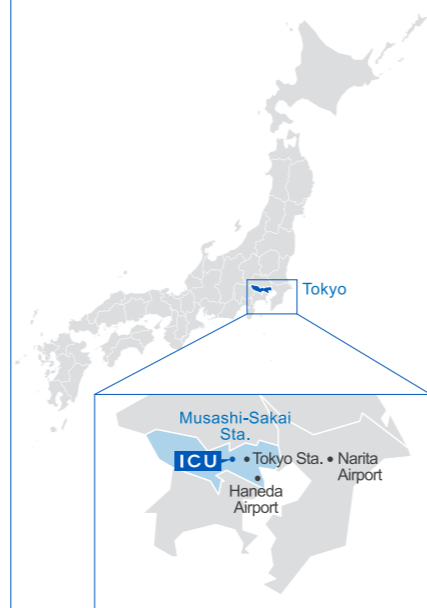 Tokyo
Musashi-Sakai
Sta.
ICU
Tokyo Sta.
Narita
Airport
Haneda
Airport